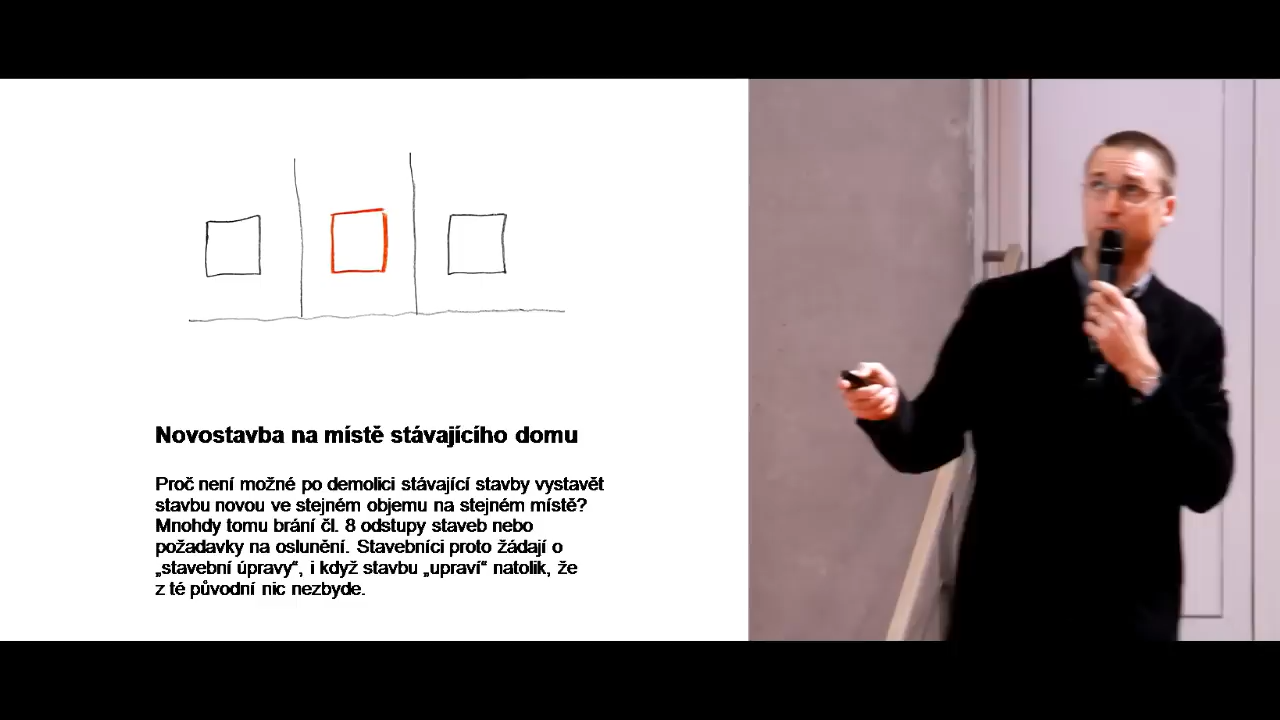 Novostavba na místě stávajícího domu
Proč není možné po demolici stávající stavby vystavět
stavbu novou ve stejném objemu na stejném místě?
Mnohdy tomu brání čl. 8 odstupy staveb nebo
požadavky na oslunění. Stavebníci proto žádají o
„stavební úpravy“, i když stavbu „upraví“ natolik, že
z té původní nic nezbyde.